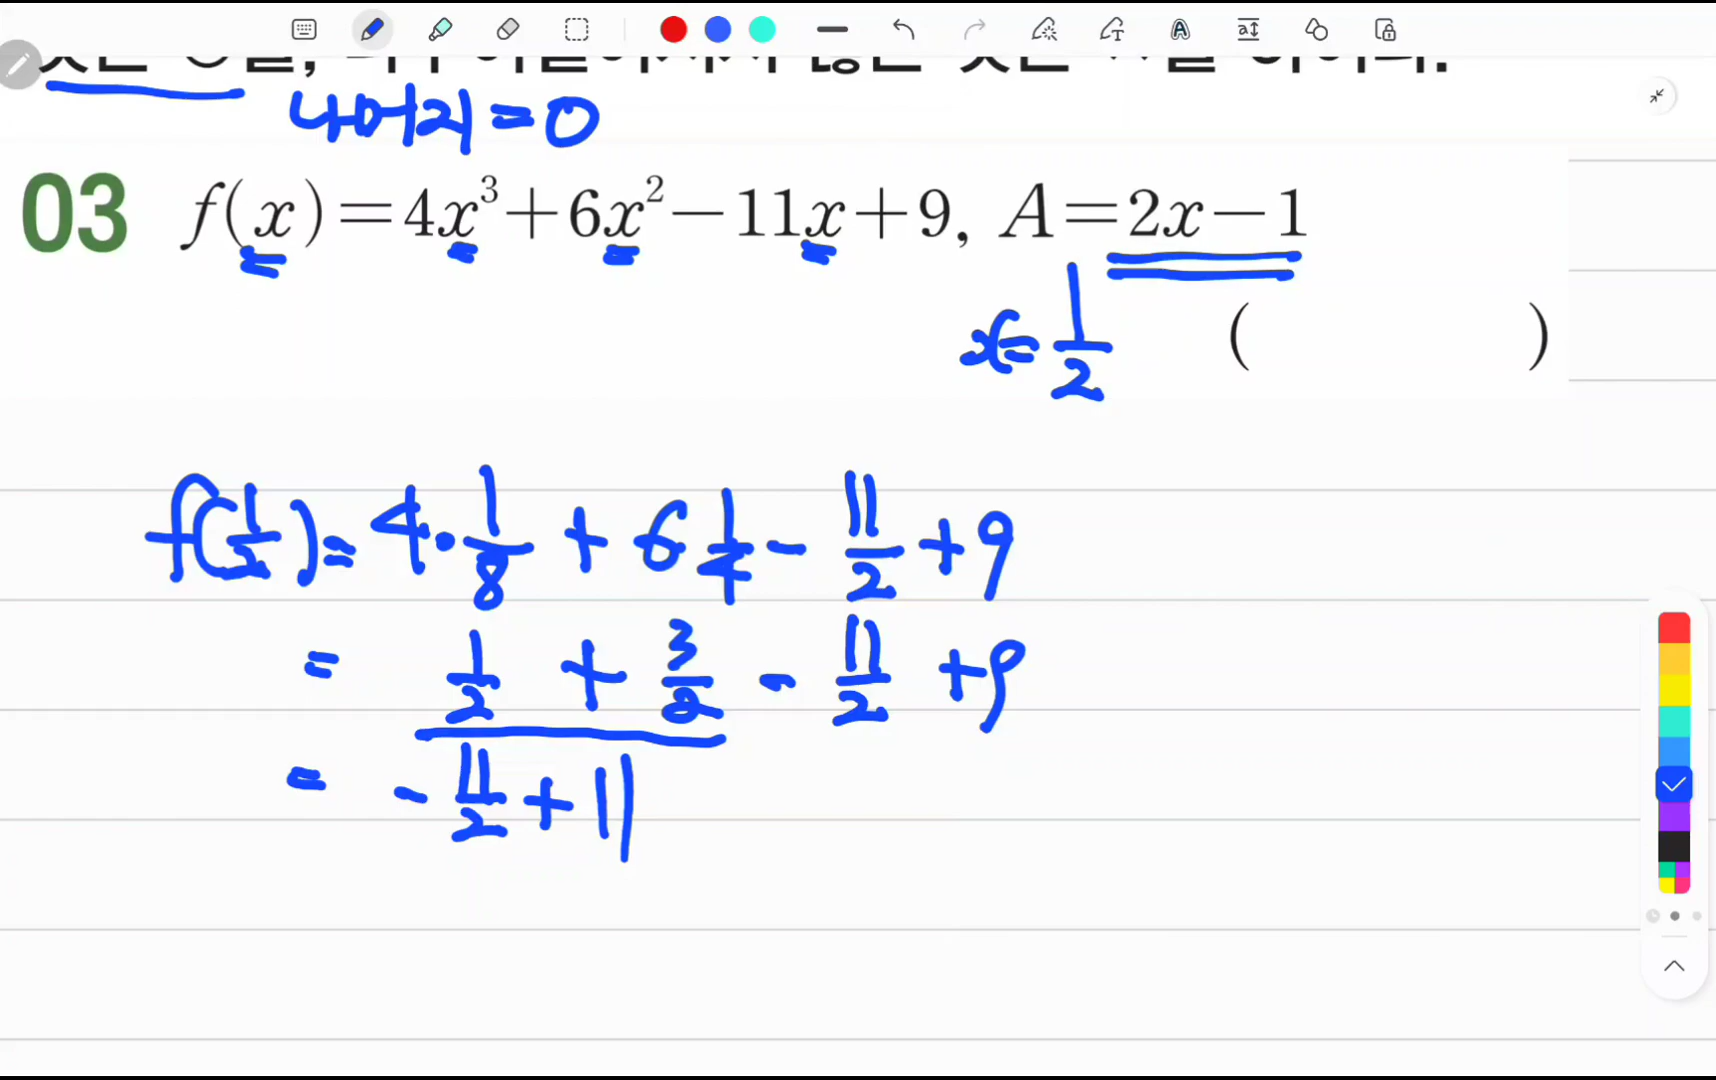 4나머지=0
03 f(x)=4x³+6x²−11x+9, A=2x−1
x=1/2 ( )
f(1/2)=4·1/8+6 1/4−11/2+9
= 1/2+3/2−11/2+9
= −11/2+11